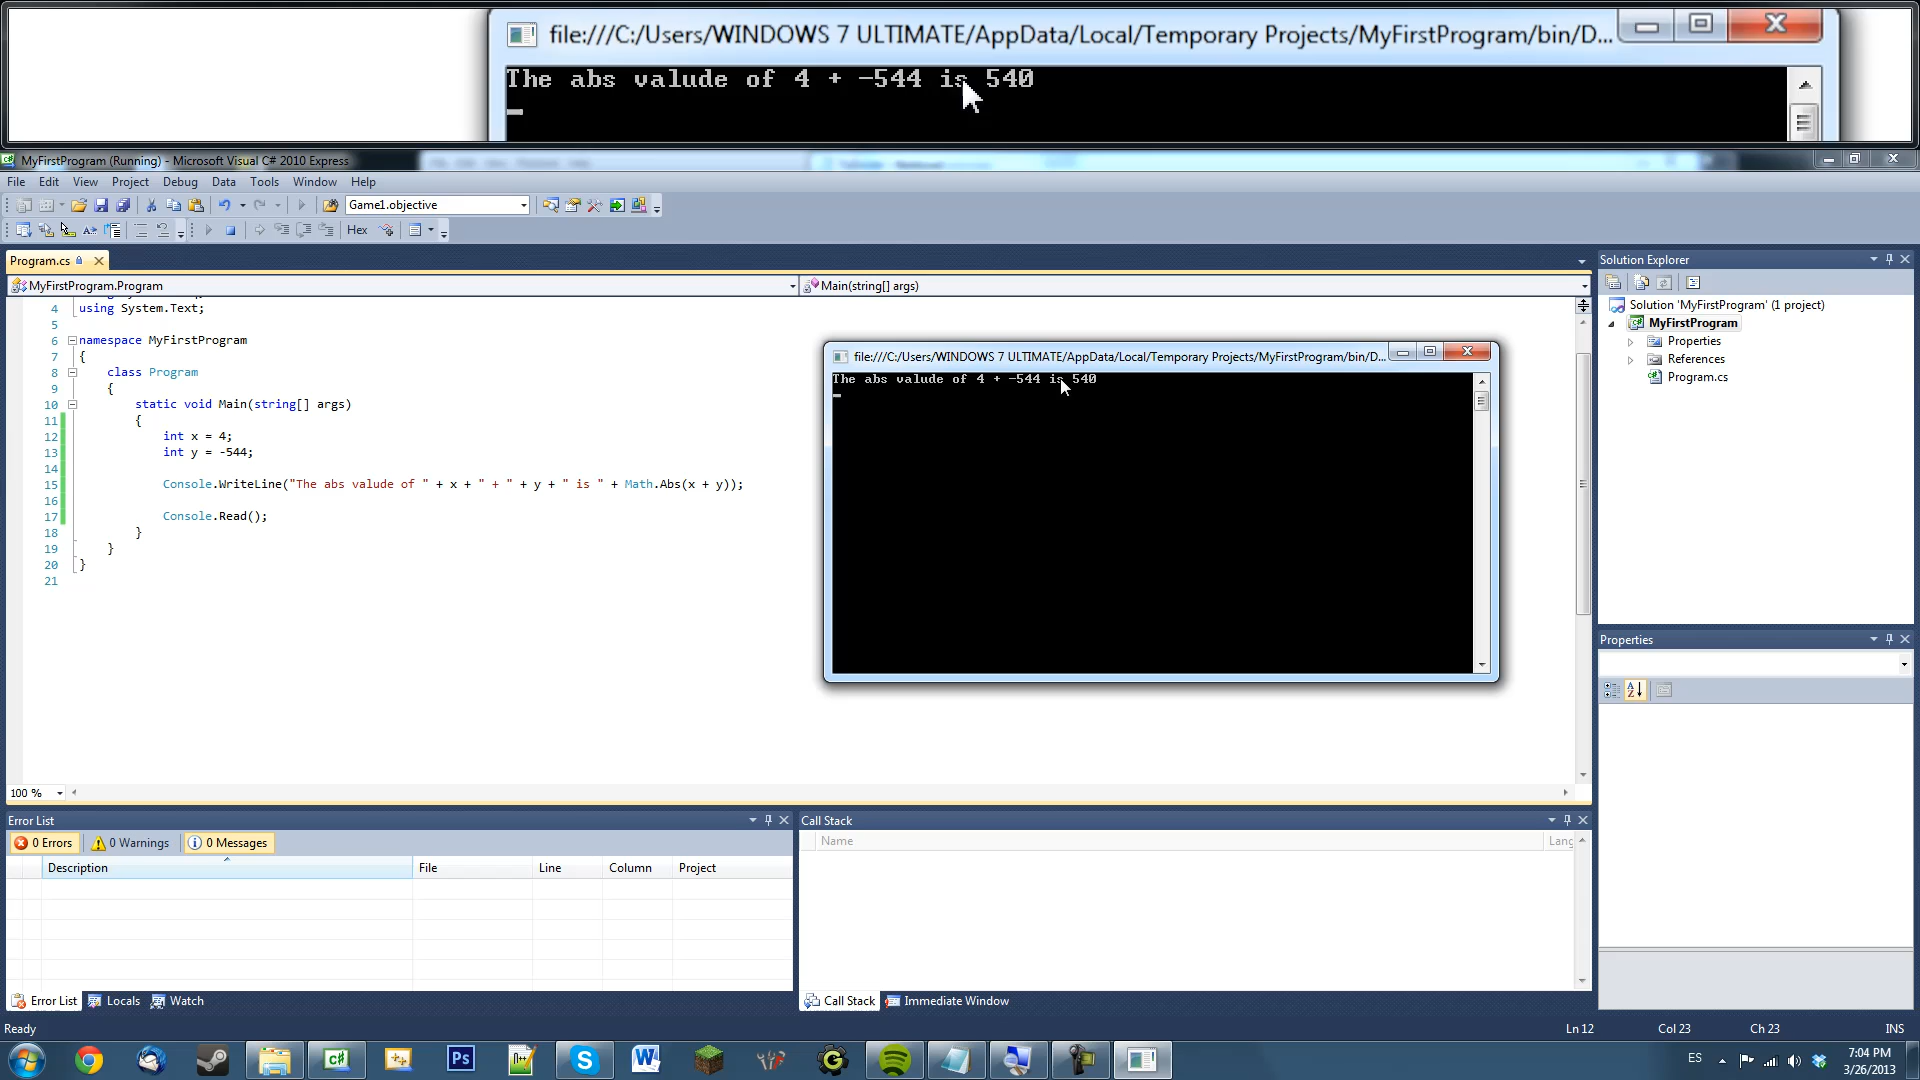 file:///C:/Users/WINDOWS 7 ULTIMATE/AppData/Local/Temporary Projects/MyFirstProgram/bin/D...
The abs valude of 4 + -544 is 540
MyFirstProgram (Running) - Microsoft Visual C# 2010 Express
File Edit View Project Debug Data Tools Window Help
Game1.objective
Hex
Program.cs
MyFirstProgram.Program
Main(string[] args)
4 using System.Text;
5
6 namespace MyFirstProgram
7 {
8 class Program
9 {
10 static void Main(string[] args)
11 {
12 int x = 4;
13 int y = -544;
14
15 Console.WriteLine("The abs valude of " + x + " + " + y + " is " + Math.Abs(x + y));
16
17 Console.Read();
18 }
19 }
20 }
21
file:///C:/Users/WINDOWS 7 ULTIMATE/AppData/Local/Temporary Projects/MyFirstProgram/bin/D...
The abs valude of 4 + -544 is 540
Solution Explorer
Solution 'MyFirstProgram' (1 project)
MyFirstProgram
Properties
References
Program.cs
Properties
100 %
Error List
0 Errors 0 Warnings 0 Messages
Description File Line Column Project
Error List Locals Watch
Call Stack
Name Lang
Call Stack Immediate Window
Ready
Ln 12 Col 23 Ch 23 INS
Ps
ES
7:04 PM
3/26/2013